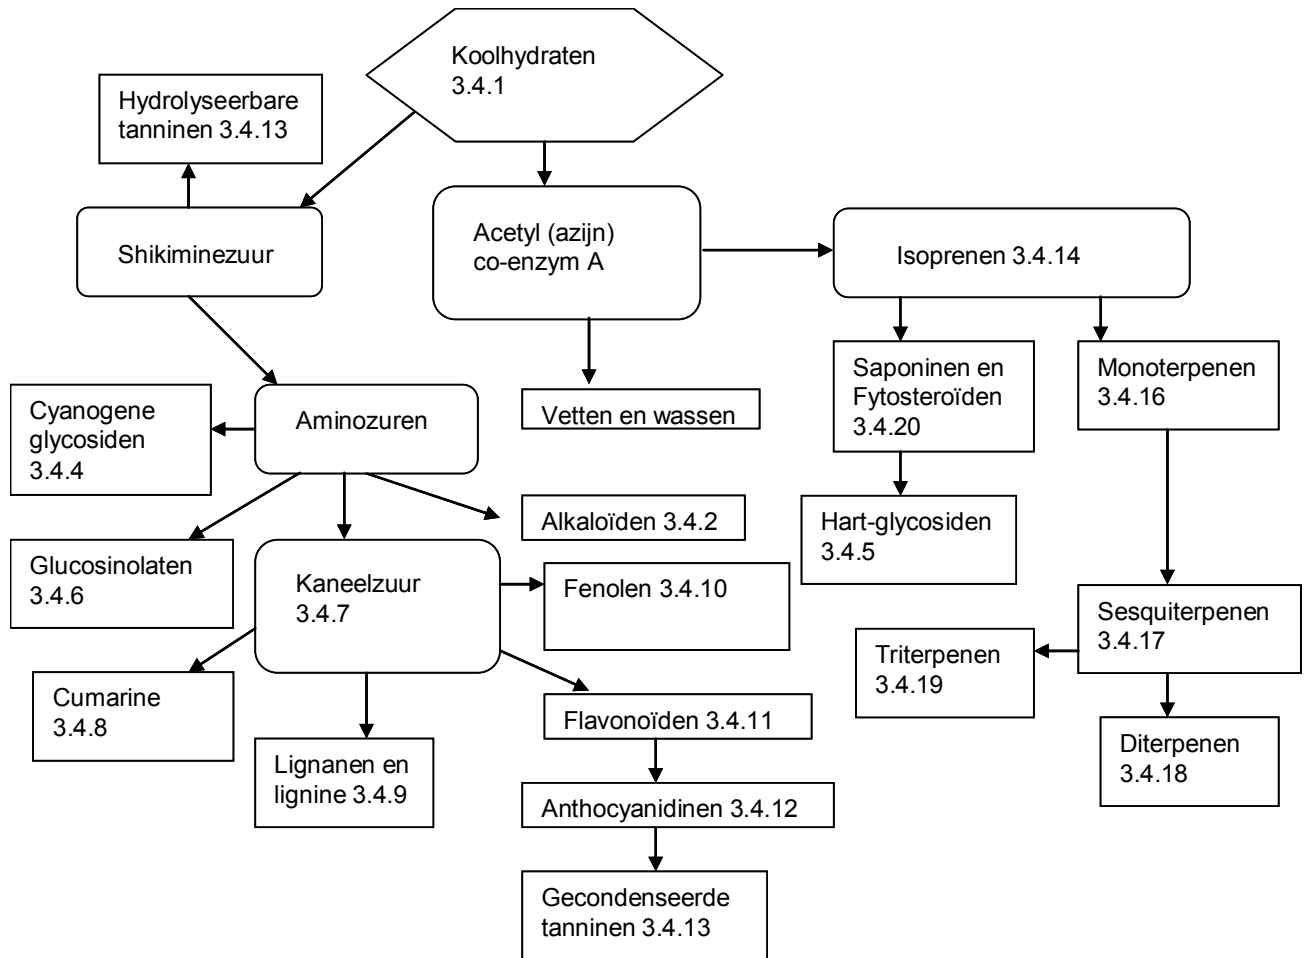 Koolhydraten
3.4.1
Hydrolyseerbare
tanninen 3.4.13
Shikiminezuur
Acetyl (azijn)
co-enzym A
Isoprenen 3.4.14
Saponinen en
Fytosteroïden
3.4.20
Monoterpenen
3.4.16
Cyanogene
glycosiden
3.4.4
Aminozuren
Vetten en wassen
Hart-glycosiden
3.4.5
Alkaloïden 3.4.2
Glucosinolaten
3.4.6
Kaneelzuur
3.4.7
Fenolen 3.4.10
Sesquiterpenen
3.4.17
Triterpenen
3.4.19
Cumarine
3.4.8
Flavonoïden 3.4.11
Diterpenen
3.4.18
Lignanen en
lignine 3.4.9
Anthocyanidinen 3.4.12
Gecondenseerde
tanninen 3.4.13